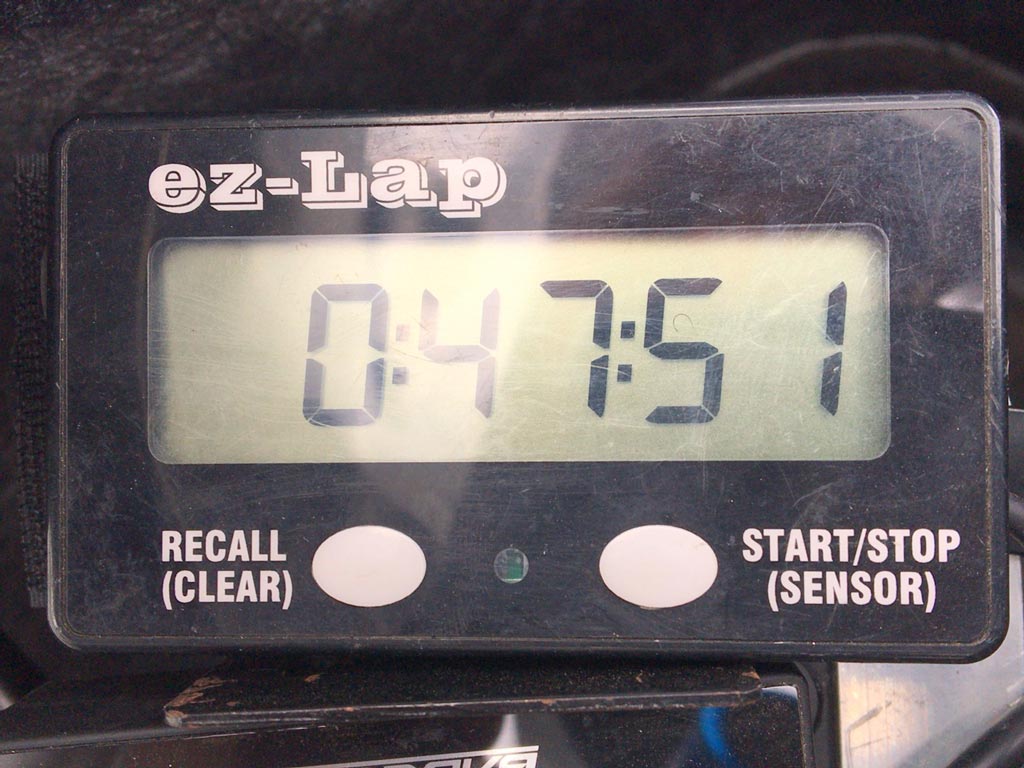 ez-Lap
0:47:51
RECALL
(CLEAR)
START/STOP
(SENSOR)